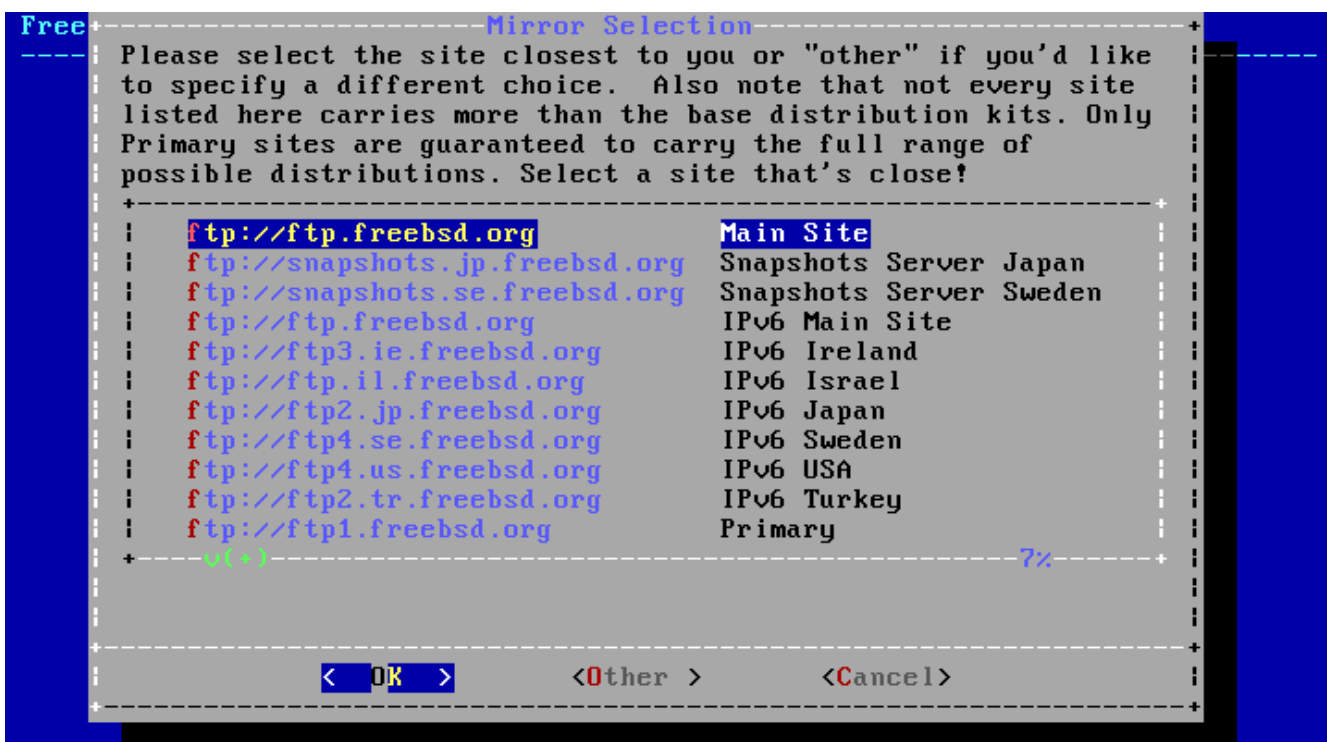 Free
Mirror Selection
Please select the site closest to you or "other" if you'd like
to specify a different choice.  Also note that not every site
listed here carries more than the base distribution kits. Only
Primary sites are guaranteed to carry the full range of
possible distributions. Select a site that's close!
ftp://ftp.freebsd.org Main Site
ftp://snapshots.jp.freebsd.org Snapshots Server Japan
ftp://snapshots.se.freebsd.org Snapshots Server Sweden
ftp://ftp.freebsd.org IPv6 Main Site
ftp://ftp3.ie.freebsd.org IPv6 Ireland
ftp://ftp.il.freebsd.org IPv6 Israel
ftp://ftp2.jp.freebsd.org IPv6 Japan
ftp://ftp4.se.freebsd.org IPv6 Sweden
ftp://ftp4.us.freebsd.org IPv6 USA
ftp://ftp2.tr.freebsd.org IPv6 Turkey
ftp://ftp1.freebsd.org Primary
v(+) 7%
< OK > <Other > <Cancel>